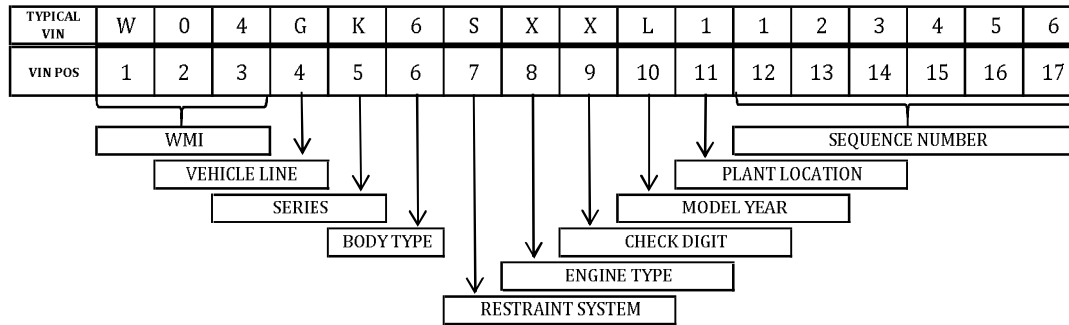 TYPICAL VIN W 0 4 G K 6 S X X L 1 1 2 3 4 5 6
VIN POS 1 2 3 4 5 6 7 8 9 10 11 12 13 14 15 16 17
WMI SEQUENCE NUMBER
VEHICLE LINE PLANT LOCATION
SERIES MODEL YEAR
BODY TYPE CHECK DIGIT
ENGINE TYPE
RESTRAINT SYSTEM